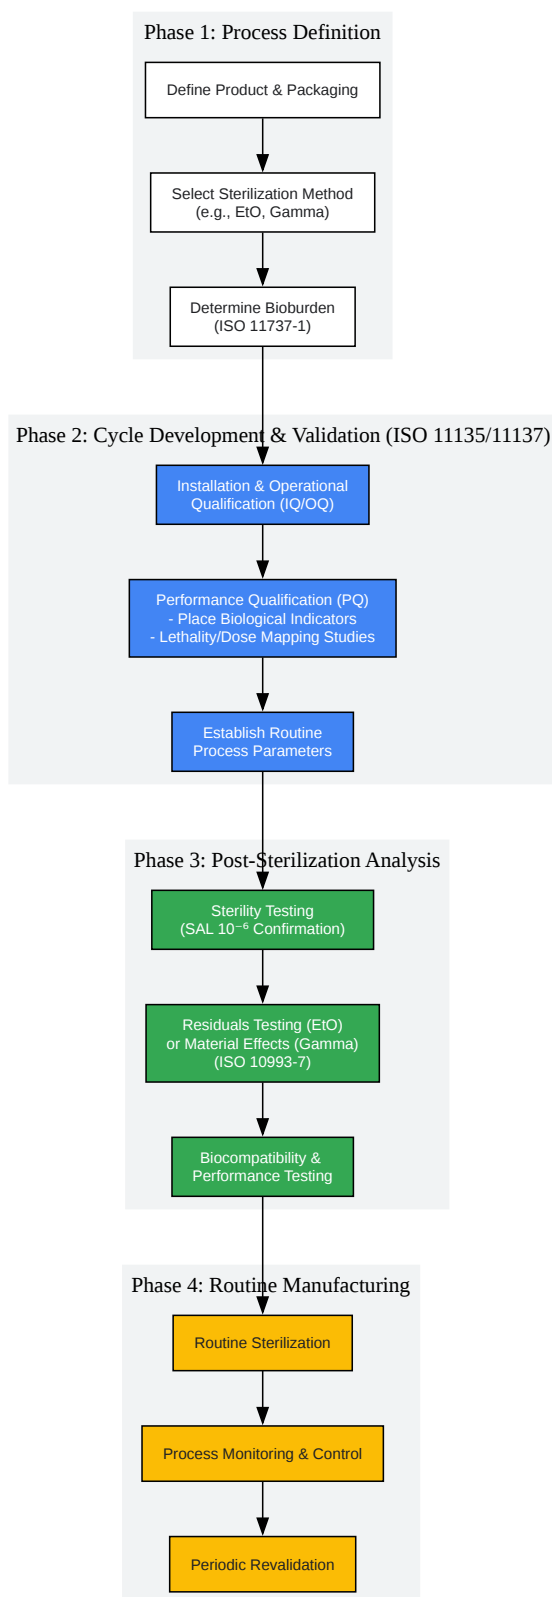 Phase 1: Process Definition
Define Product & Packaging
Select Sterilization Method
(e.g., EtO, Gamma)
Determine Bioburden
(ISO 11737-1)
Phase 2: Cycle Development & Validation (ISO 11135/11137)
Installation & Operational
Qualification (IQ/OQ)
Performance Qualification (PQ)
- Place Biological Indicators
- Lethality/Dose Mapping Studies
Establish Routine
Process Parameters
Phase 3: Post-Sterilization Analysis
Sterility Testing
(SAL 10⁻⁶ Confirmation)
Residuals Testing (EtO)
or Material Effects (Gamma)
(ISO 10993-7)
Biocompatibility &
Performance Testing
Phase 4: Routine Manufacturing
Routine Sterilization
Process Monitoring & Control
Periodic Revalidation